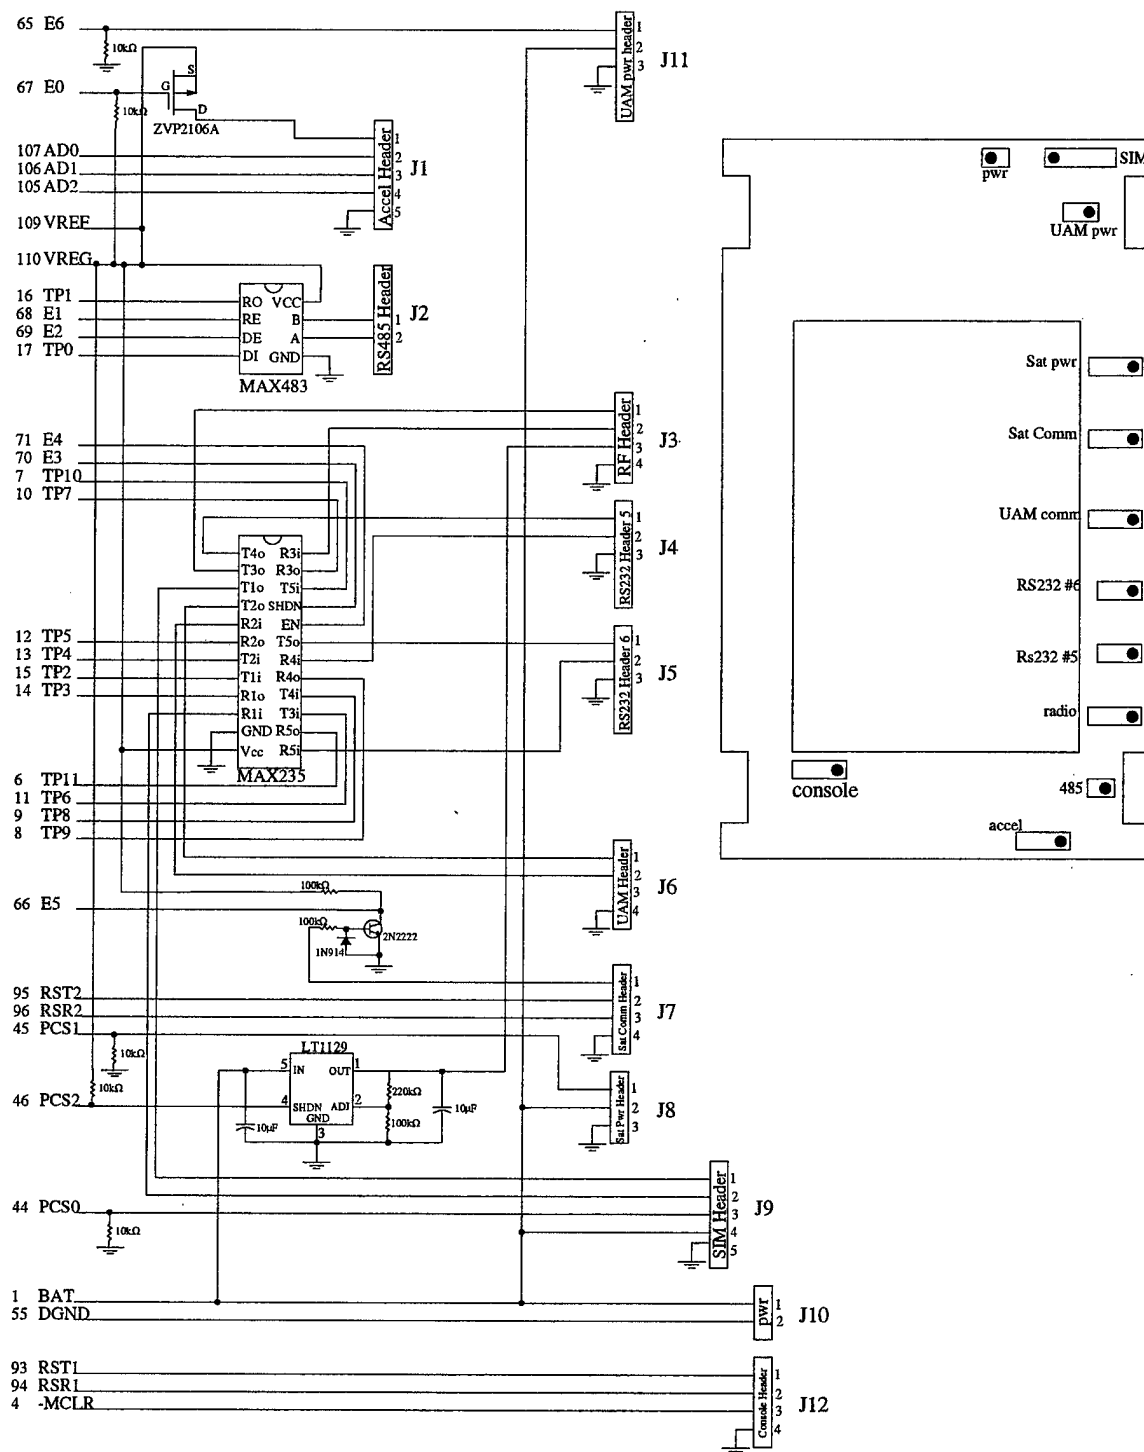 65 E6
10kΩ
67 E0
10kΩ
G
S
D
ZVP2106A
UAM pwr header
1
2
3
J11
107 AD0
106 AD1
105 AD2
109 VREF
110 VREG
Accel Header
1
2
3
4
5
J1
16 TP1
68 E1
69 E2
17 TP0
RO VCC
RE B
DE A
DI GND
MAX483
RS485 Header
1
2
J2
71 E4
70 E3
7 TP10
10 TP7
RF Header
1
2
3
4
J3
RS232 Header 5
1
2
3
J4
T4o R3i
T3o R3o
T1o T5i
T2o SHDN
R2i EN
R2o T5o
T2i R4i
T1i R4o
R1o T4i
R1i T3i
GND R5o
Vcc R5i
MAX235
12 TP5
13 TP4
15 TP2
14 TP3
RS232 Header 6
1
2
3
J5
6 TP11
11 TP6
9 TP8
8 TP9
UAM Header
1
2
3
4
J6
100kΩ
66 E5
100kΩ
2N2222
1N914
95 RST2
96 RSR2
45 PCS1
Sat Comm Header
1
2
3
4
J7
10kΩ
10kΩ
46 PCS2
LT1129
5 IN OUT 1
4 SHDN ADJ 2
GND
3
10µF
220kΩ
100kΩ
10µF
Sat Pwr Header
1
2
3
J8
44 PCS0
10kΩ
SIM Header
1
2
3
4
5
J9
1 BAT
55 DGND
pwr
1
2
J10
93 RST1
94 RSR1
4 -MCLR
Console Header
1
2
3
4
J12
pwr
SIM
UAM pwr
Sat pwr
Sat Comm
UAM comm
RS232 #6
Rs232 #5
radio
console
485
accel